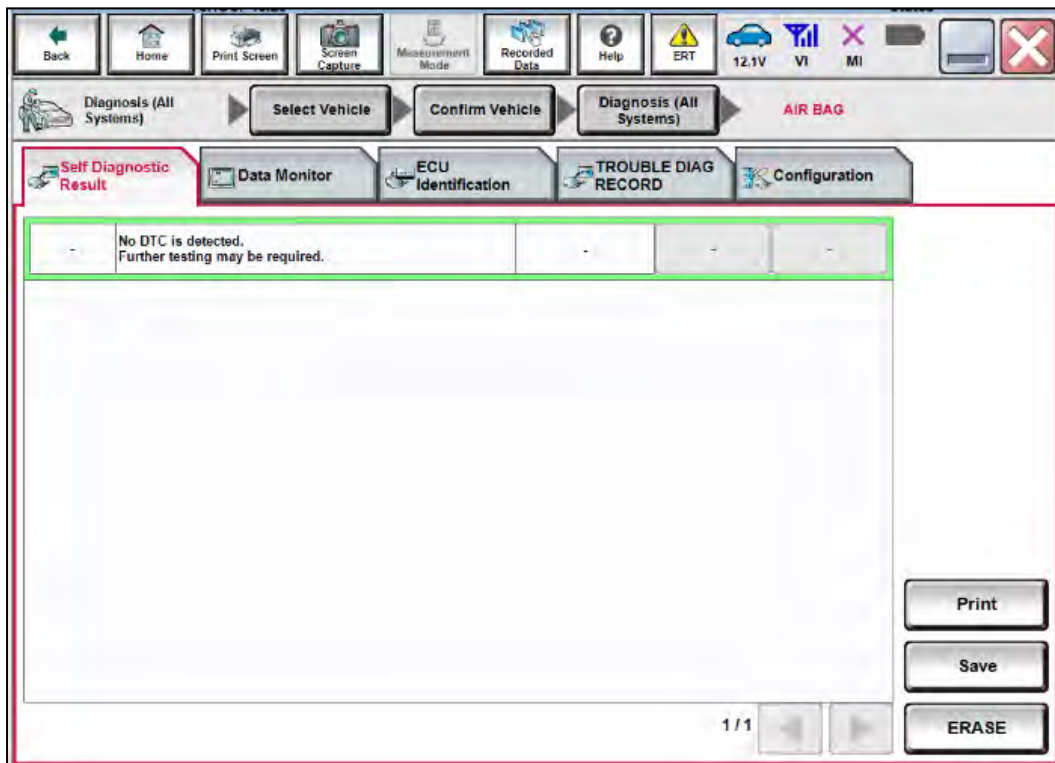 Back
Home
Print Screen
Screen
Capture
Measurement
Mode
Recorded
Data
Help
ERT
12.1V
VI
MI
Diagnosis (All
Systems)
Select Vehicle
Confirm Vehicle
Diagnosis (All
Systems)
AIR BAG
Self Diagnostic
Result
Data Monitor
ECU
Identification
TROUBLE DIAG
RECORD
Configuration
-
No DTC is detected.
Further testing may be required.
-
-
-
Print
Save
1 / 1
ERASE